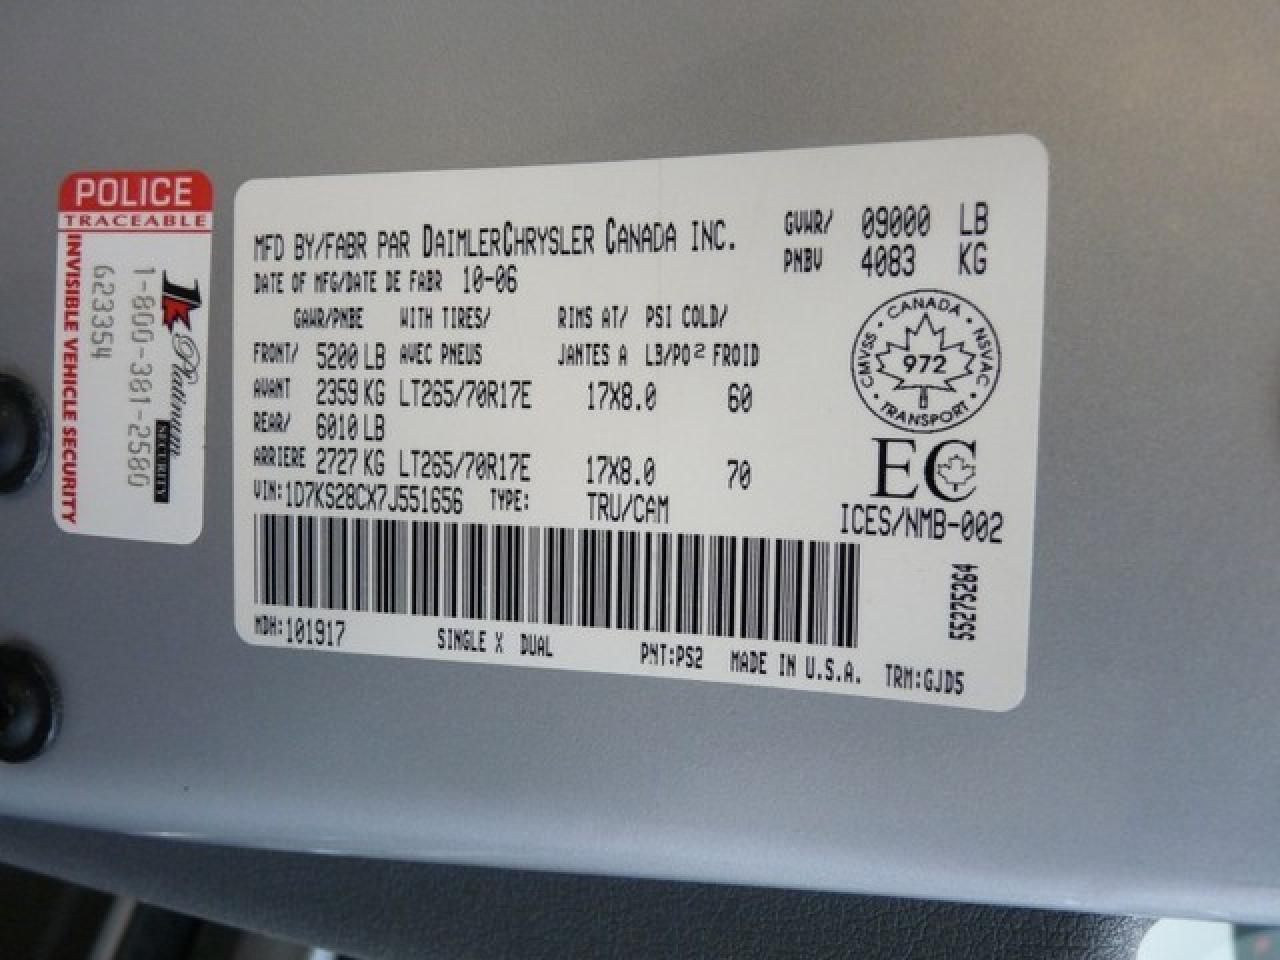 POLICE
TRACEABLE
INVISIBLE VEHICLE SECURITY
G23354
1-800-381-2580
Platinum
SECURITY
MFD BY/FABR PAR DAIMLERCHRYSLER CANADA INC.
GVWR/ 09000 LB
PNBV 4083 KG
DATE OF MFG/DATE DE FABR 10-06
GAWR/PNBE WITH TIRES/ RIMS AT/ PSI COLD/
FRONT/ 5200 LB AVEC PNEUS JANTES A LB/PO² FROID
AVANT 2359 KG LT265/70R17E 17X8.0 60
REAR/ 6010 LB
ARRIERE 2727 KG LT265/70R17E 17X8.0 70
VIN:1D7KS28CX7J551656 TYPE: TRU/CAM
CANADA
CMVSS
NSVAC
972
TRANSPORT
EC
ICES/NMB-002
55275264
MDH:101917 SINGLE X DUAL PNT:PS2 MADE IN U.S.A. TRM:GJD5